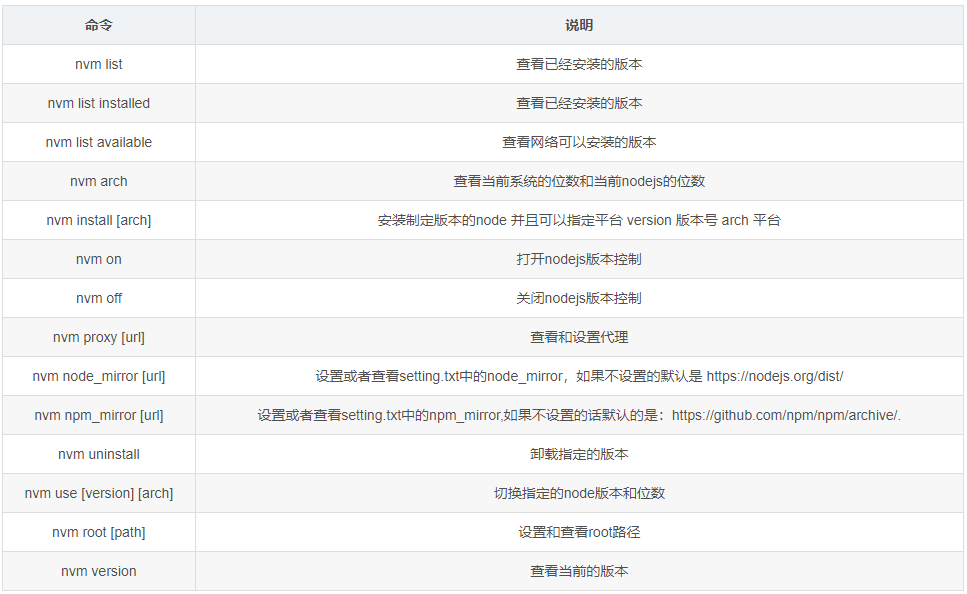 命令 说明
nvm list 查看已经安装的版本
nvm list installed 查看已经安装的版本
nvm list available 查看网络可以安装的版本
nvm arch 查看当前系统的位数和当前nodejs的位数
nvm install [arch] 安装制定版本的node 并且可以指定平台 version 版本号 arch 平台
nvm on 打开nodejs版本控制
nvm off 关闭nodejs版本控制
nvm proxy [url] 查看和设置代理
nvm node_mirror [url] 设置或者查看setting.txt中的node_mirror，如果不设置的默认是 https://nodejs.org/dist/
nvm npm_mirror [url] 设置或者查看setting.txt中的npm_mirror,如果不设置的话默认的是：https://github.com/npm/npm/archive/.
nvm uninstall 卸载指定的版本
nvm use [version] [arch] 切换指定的node版本和位数
nvm root [path] 设置和查看root路径
nvm version 查看当前的版本